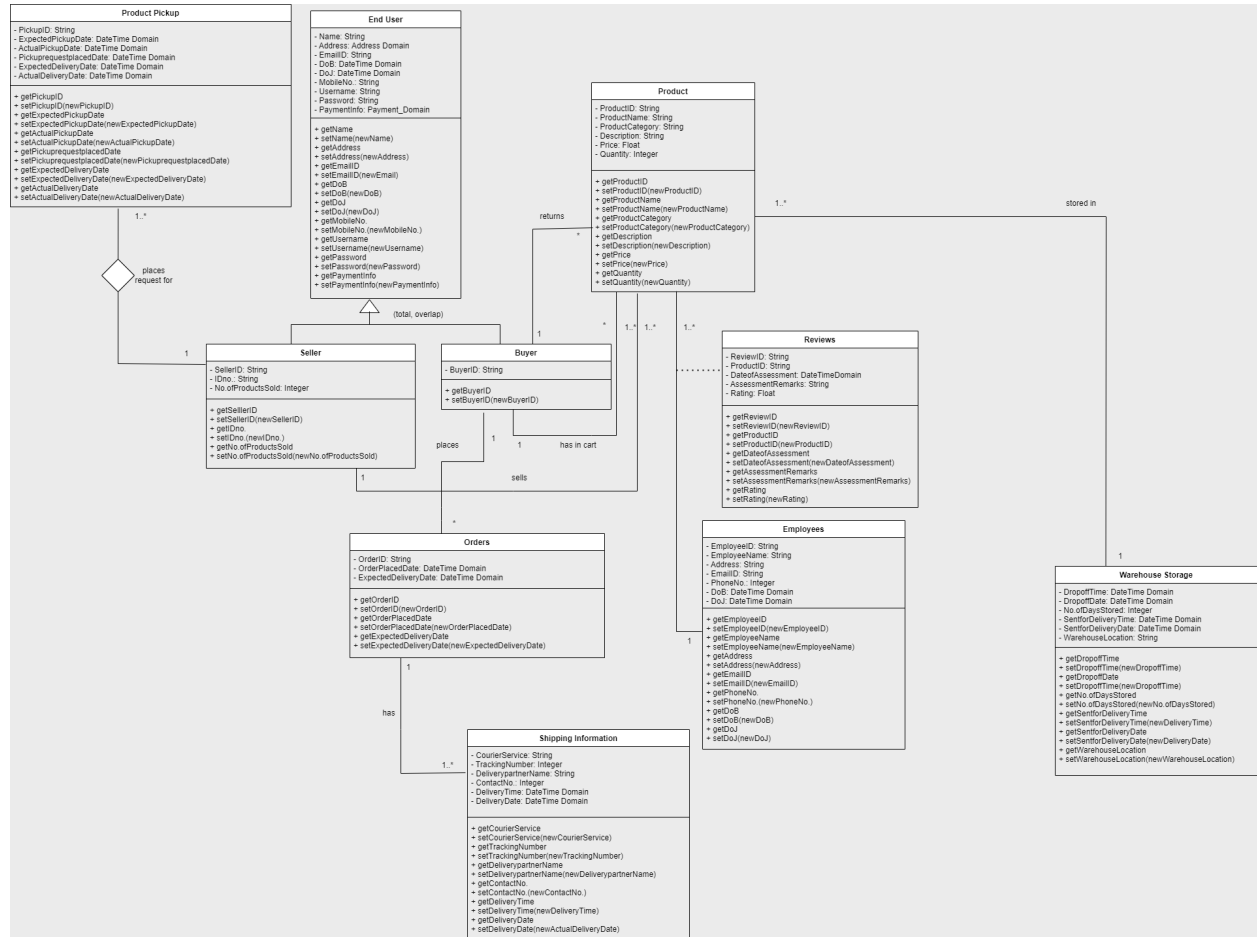 Product Pickup
- PickupID: String
- ExpectedPickupDate: DateTime Domain
- ActualPickupDate: DateTime Domain
- PickuprequestplacedDate: DateTime Domain
- ExpectedDeliveryDate: DateTime Domain
- ActualDeliveryDate: DateTime Domain
+ getPickupID
+ setPickupID(newPickupID)
+ getExpectedPickupDate
+ setExpectedPickupDate(newExpectedPickupDate)
+ getActualPickupDate
+ setActualPickupDate(newActualPickupDate)
+ getPickuprequestplacedDate
+ setPickuprequestplacedDate(newPickuprequestplacedDate)
+ getExpectedDeliveryDate
+ setExpectedDeliveryDate(newExpectedDeliveryDate)
+ getActualDeliveryDate
+ setActualDeliveryDate(newActualDeliveryDate)
End User
- Name: String
- Address: Address Domain
- EmailID: String
- DoB: DateTime Domain
- DoJ: DateTime Domain
- MobileNo.: String
- Username: String
- Password: String
- PaymentInfo: Payment_Domain
+ getName
+ setName(newName)
+ getAddress
+ setAddress(newAddress)
+ getEmailID
+ setEmailID(newEmail)
+ getDoB
+ setDoB(newDoB)
+ getDoJ
+ setDoJ(newDoJ)
+ getMobileNo.
+ setMobileNo.(newMobileNo.)
+ getUsername
+ setUsername(newUsername)
+ getPassword
+ setPassword(newPassword)
+ getPaymentInfo
+ setPaymentInfo(newPaymentInfo)
Product
- ProductID: String
- ProductName: String
- ProductCategory: String
- Description: String
- Price: Float
- Quantity: Integer
+ getProductID
+ setProductID(newProductID)
+ getProductName
+ setProductName(newProductName)
+ getProductCategory
+ setProductCategory(newProductCategory)
+ getDescription
+ setDescription(newDescription)
+ getPrice
+ setPrice(newPrice)
+ getQuantity
+ setQuantity(newQuantity)
1..*
returns
*
1..*
stored in
places
request for
(total, overlap)
1
1
*
1..*
1..*
1..*
Seller
- SellerID: String
- IDno.: String
- No.ofProductsSold: Integer
+ getSelllerID
+ setSellerID(newSellerID)
+ getIDno.
+ setIDno.(newIDno.)
+ getNo.ofProductsSold
+ setNo.ofProductsSold(newNo.ofProductsSold)
Buyer
- BuyerID: String
+ getBuyerID
+ setBuyerID(newBuyerID)
Reviews
- ReviewID: String
- ProductID: String
- DateofAssessment: DateTimeDomain
- AssessmentRemarks: String
- Rating: Float
+ getReviewID
+ setReviewID(newReviewID)
+ getProductID
+ setProductID(newProductID)
+ getDateofAssessment
+ setDateofAssessment(newDateofAssessment)
+ getAssessmentRemarks
+ setAssessmentRemarks(newAssessmentRemarks)
+ getRating
+ setRating(newRating)
places
1
1
has in cart
1
sells
*
Orders
- OrderID: String
- OrderPlacedDate: DateTime Domain
- ExpectedDeliveryDate: DateTime Domain
+ getOrderID
+ setOrderID(newOrderID)
+ getOrderPlacedDate
+ setOrderPlacedDate(newOrderPlacedDate)
+ getExpectedDeliveryDate
+ setExpectedDeliveryDate(newExpectedDeliveryDate)
Employees
- EmployeeID: String
- EmployeeName: String
- Address: String
- EmailID: String
- PhoneNo.: Integer
- DoB: DateTime Domain
- DoJ: DateTime Domain
+ getEmployeeID
+ setEmployeeID(newEmployeeID)
+ getEmployeeName
+ setEmployeeName(newEmployeeName)
+ getAddress
+ setAddress(newAddress)
+ getEmailID
+ setEmailID(newEmailID)
+ getPhoneNo.
+ setPhoneNo.(newPhoneNo.)
+ getDoB
+ setDoB(newDoB)
+ getDoJ
+ setDoJ(newDoJ)
1
1
Warehouse Storage
- DropoffTime: DateTime Domain
- DropoffDate: DateTime Domain
- No.ofDaysStored: Integer
- SentforDeliveryTime: DateTime Domain
- SentforDeliveryDate: DateTime Domain
- WarehouseLocation: String
+ getDropoffTime
+ setDropoffTime(newDropoffTime)
+ getDropoffDate
+ setDropoffTime(newDropoffTime)
+ getNo.ofDaysStored
+ setNo.ofDaysStored(newNo.ofDaysStored)
+ getSentforDeliveryTime
+ setSentforDeliveryTime(newDeliveryTime)
+ getSentforDeliveryDate
+ setSentforDeliveryDate(newDeliveryDate)
+ getWarehouseLocation
+ setWarehouseLocation(newWarehouseLocation)
1
has
1..*
Shipping Information
- CourierService: String
- TrackingNumber: Integer
- DeliverypartnerName: String
- ContactNo.: Integer
- DeliveryTime: DateTime Domain
- DeliveryDate: DateTime Domain
+ getCourierService
+ setCourierService(newCourierService)
+ getTrackingNumber
+ setTrackingNumber(newTrackingNumber)
+ getDeliverypartnerName
+ setDeliverypartnerName(newDeliverypartnerName)
+ getContactNo.
+ setContactNo.(newContactNo.)
+ getDeliveryTime
+ setDeliveryTime(newDeliveryTime)
+ getDeliveryDate
+ setDeliveryDate(newActualDeliveryDate)